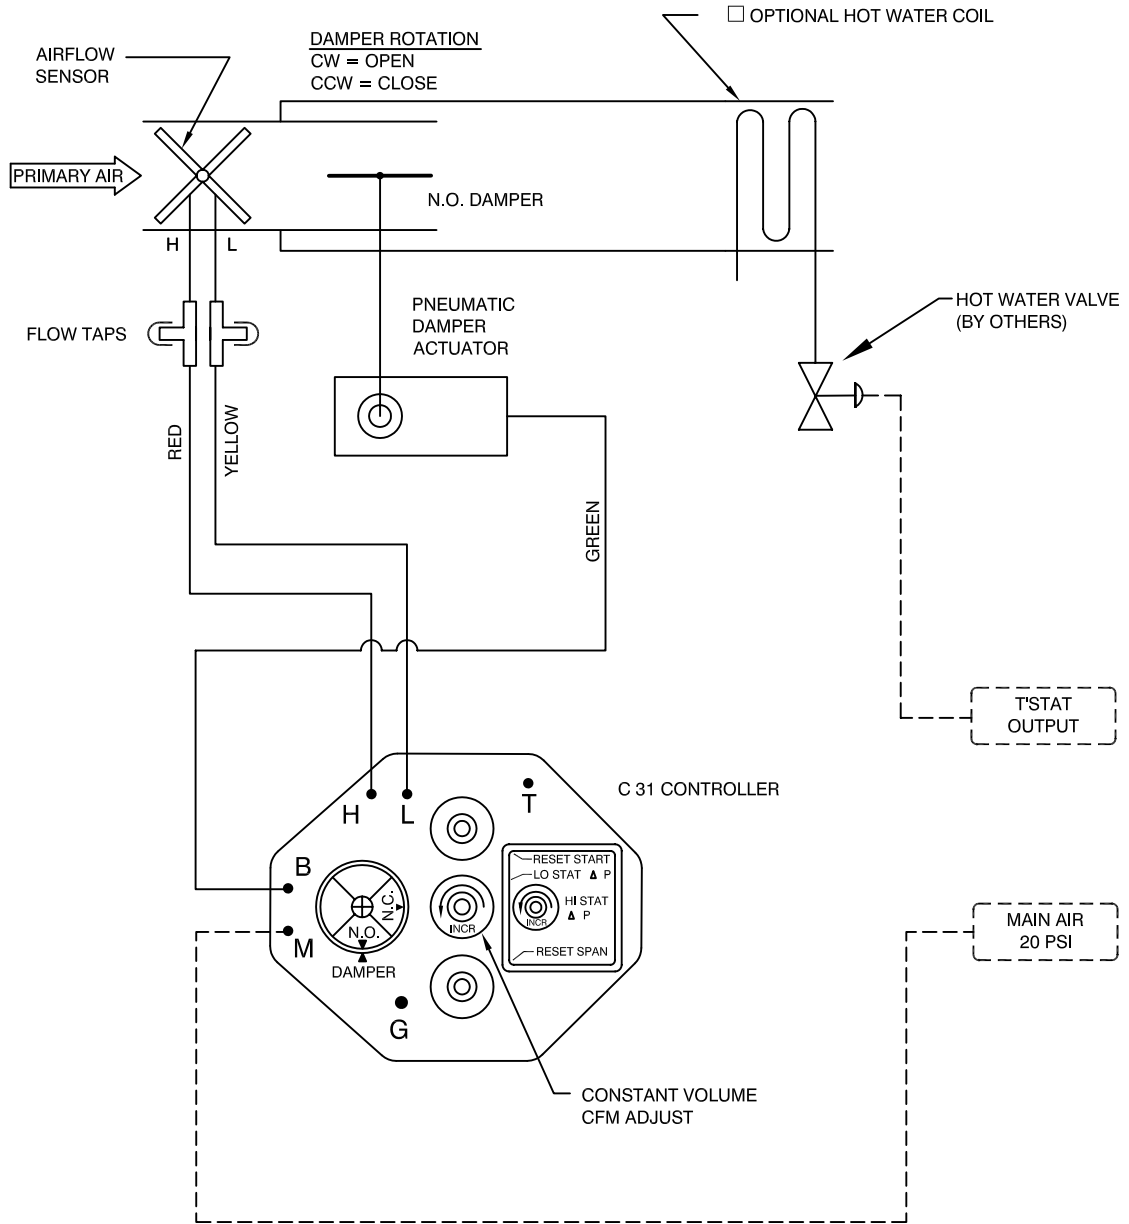 □ OPTIONAL HOT WATER COIL
DAMPER ROTATION
CW = OPEN
CCW = CLOSE
AIRFLOW
SENSOR
PRIMARY AIR
N.O. DAMPER
H
L
PNEUMATIC
DAMPER
ACTUATOR
HOT WATER VALVE
(BY OTHERS)
FLOW TAPS
RED
YELLOW
GREEN
T'STAT
OUTPUT
C 31 CONTROLLER
H
L
T
B
M
G
N.C.
N.O.
DAMPER
INCR
RESET START
LO STAT Δ P
HI STAT
Δ P
INCR
RESET SPAN
MAIN AIR
20 PSI
CONSTANT VOLUME
CFM ADJUST